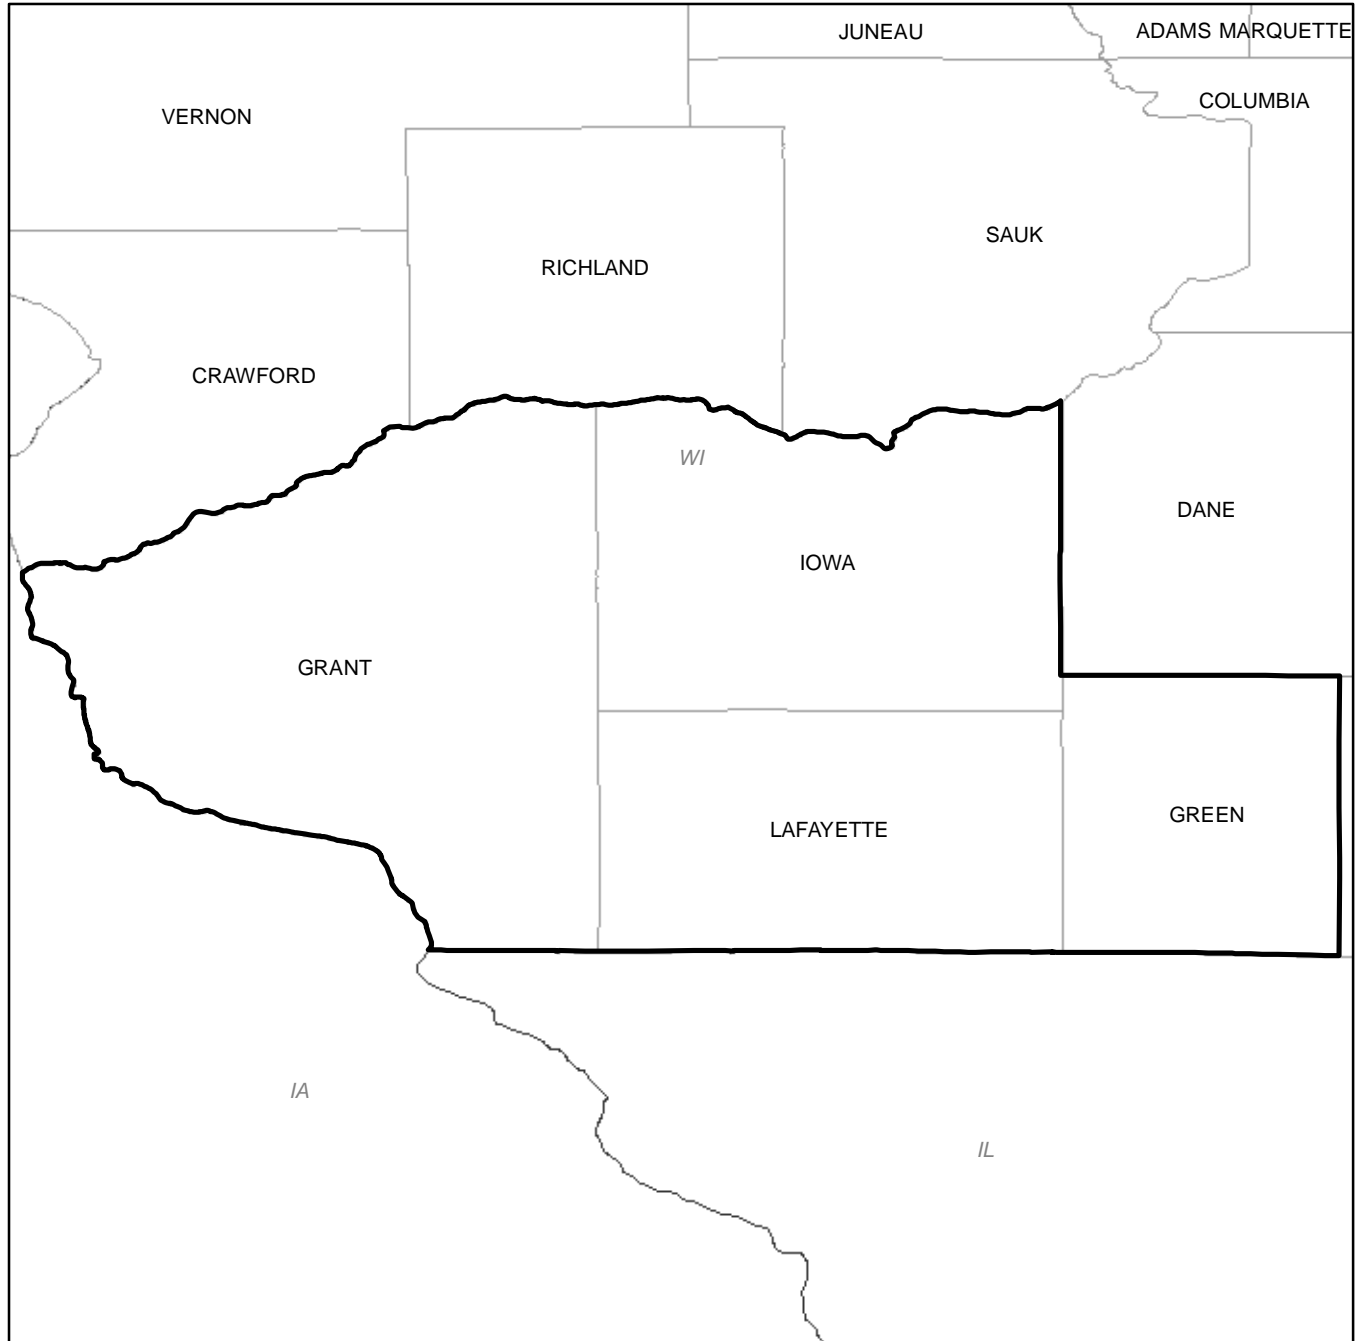 JUNEAU
ADAMS MARQUETTE
COLUMBIA
VERNON
SAUK
RICHLAND
CRAWFORD
WI
DANE
IOWA
GRANT
GREEN
LAFAYETTE
IA
IL